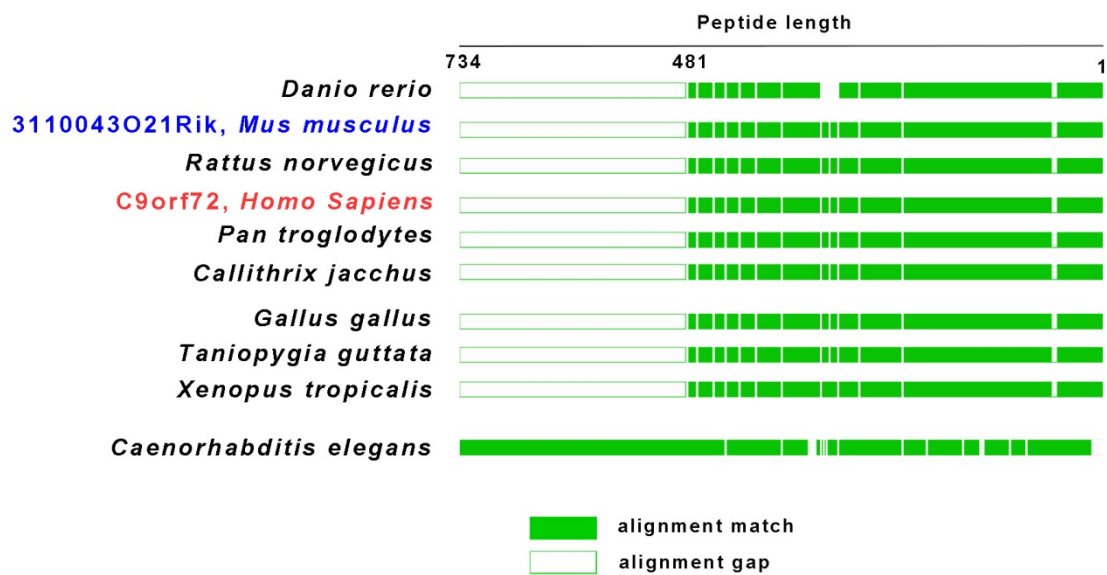 Peptide length
734 481 1
Danio rerio
3110043O21Rik, Mus musculus
Rattus norvegicus
C9orf72, Homo Sapiens
Pan troglodytes
Callithrix jacchus
Gallus gallus
Taniopygia guttata
Xenopus tropicalis
Caenorhabditis elegans
alignment match
alignment gap